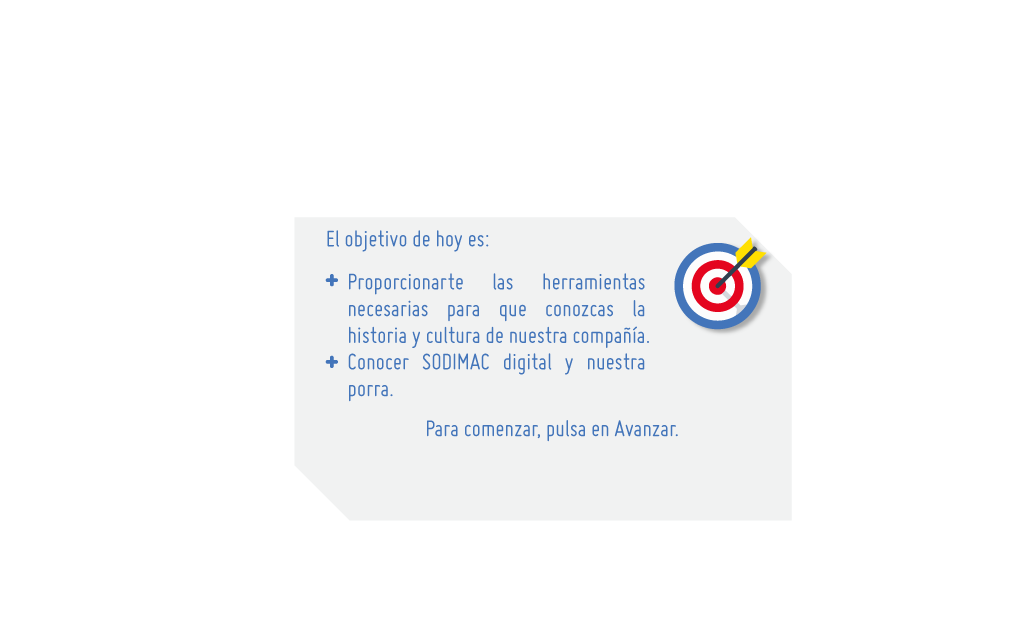 El objetivo de hoy es:
Proporcionarte las herramientas
necesarias para que conozcas la
historia y cultura de nuestra compañía.
Conocer SODIMAC digital y nuestra
porra.
Para comenzar, pulsa en Avanzar.